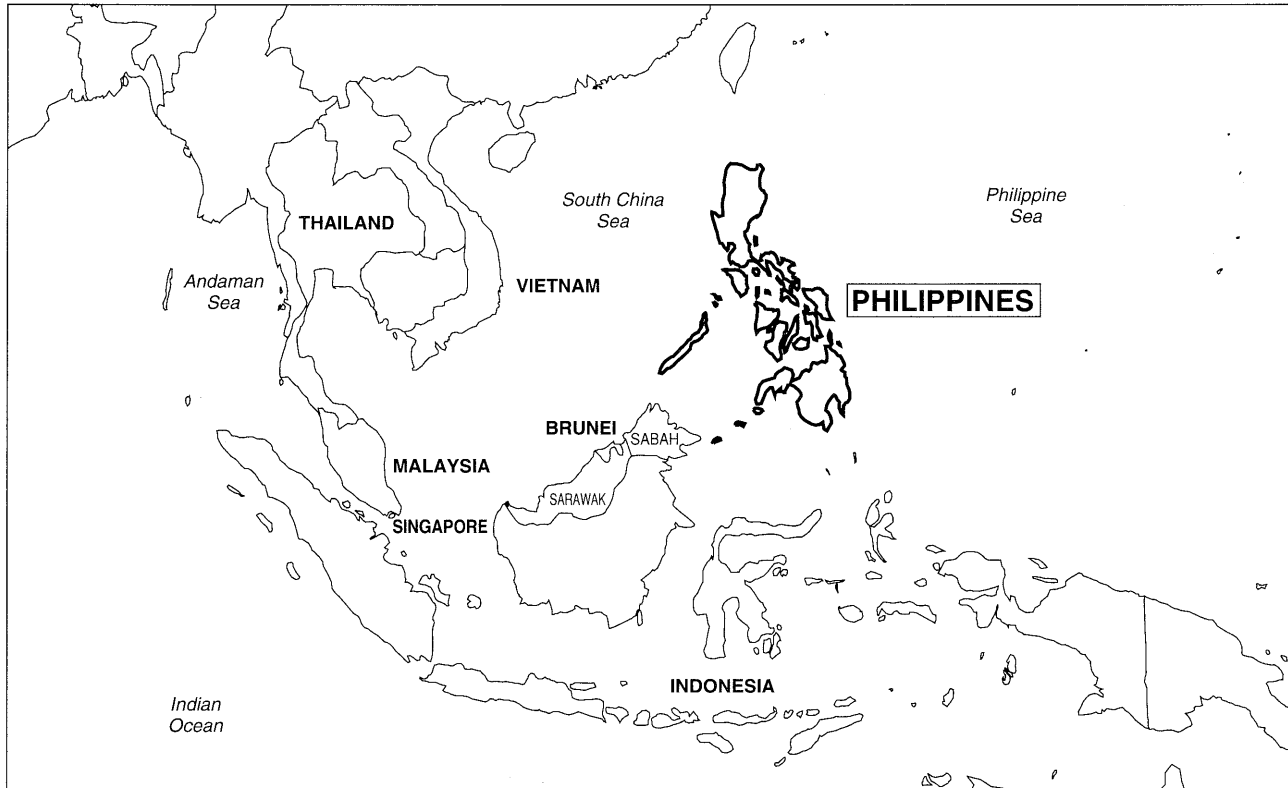 South China
Sea
Philippine
Sea
THAILAND
Andaman
Sea
VIETNAM
PHILIPPINES
BRUNEI
SABAH
MALAYSIA
SARAWAK
SINGAPORE
INDONESIA
Indian
Ocean